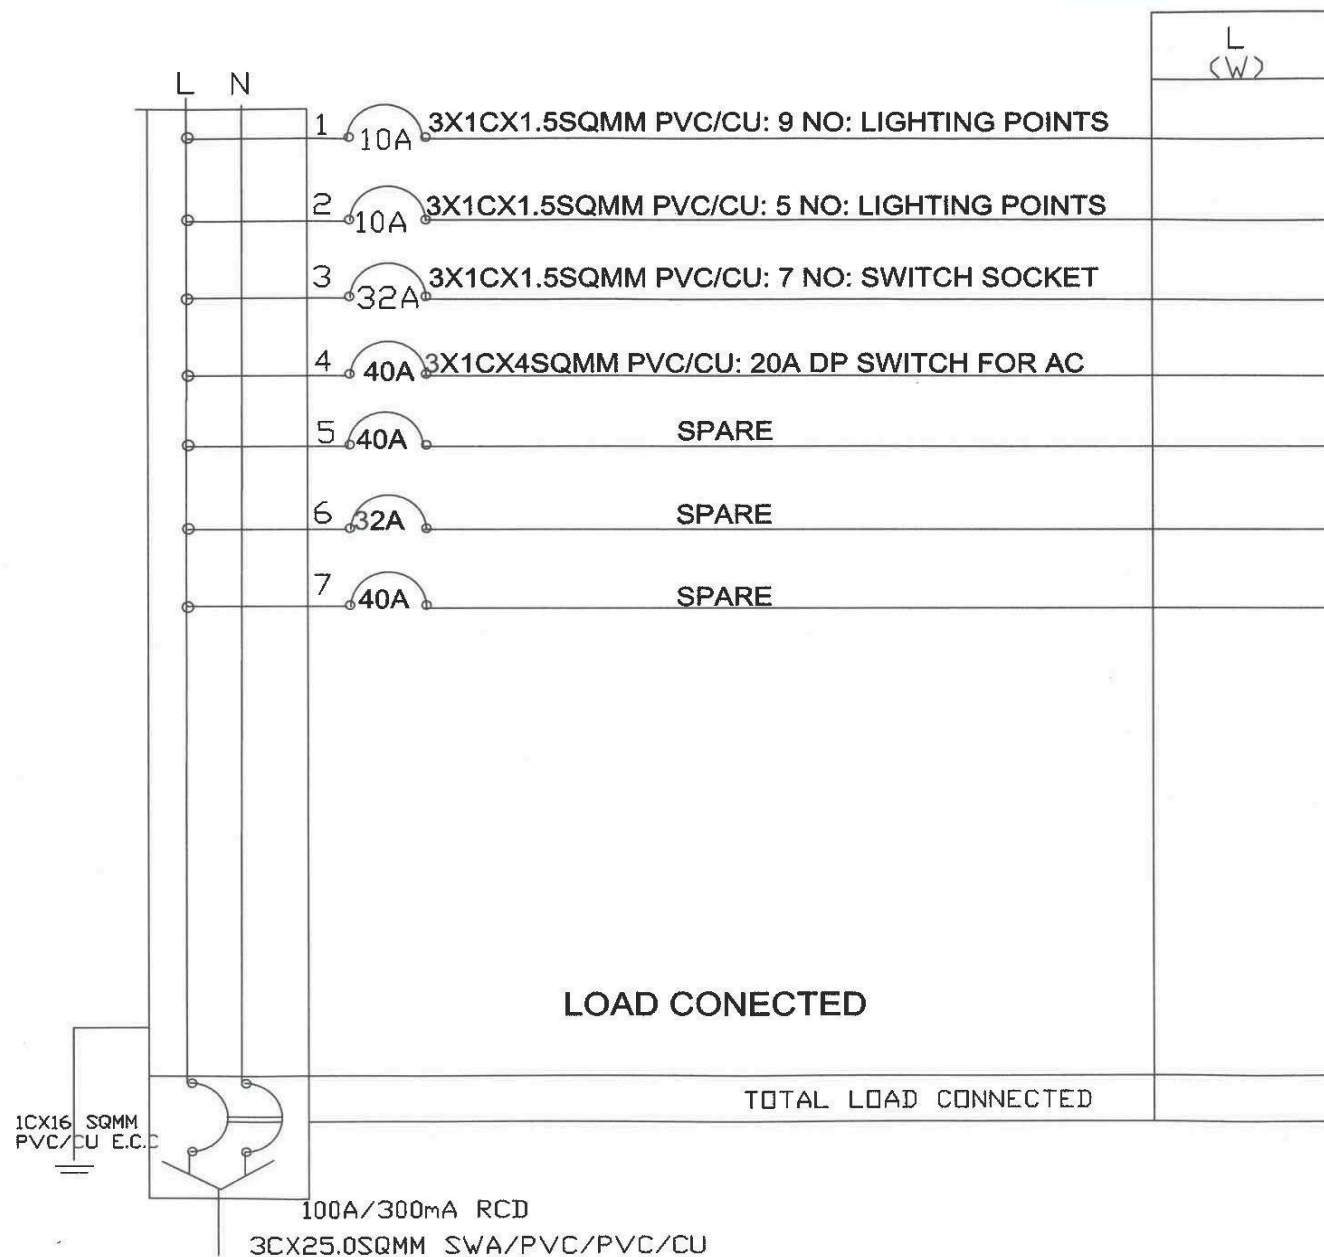 L
(W)
L N
1 10A 3X1CX1.5SQMM PVC/CU: 9 NO: LIGHTING POINTS
2 10A 3X1CX1.5SQMM PVC/CU: 5 NO: LIGHTING POINTS
3 32A 3X1CX1.5SQMM PVC/CU: 7 NO: SWITCH SOCKET
4 40A 3X1CX4SQMM PVC/CU: 20A DP SWITCH FOR AC
5 40A SPARE
6 32A SPARE
7 40A SPARE
LOAD CONECTED
TOTAL LOAD CONNECTED
1CX16 SQMM
PVC/CU E.C.C
100A/300mA RCD
3CX25.0SQMM SWA/PVC/PVC/CU